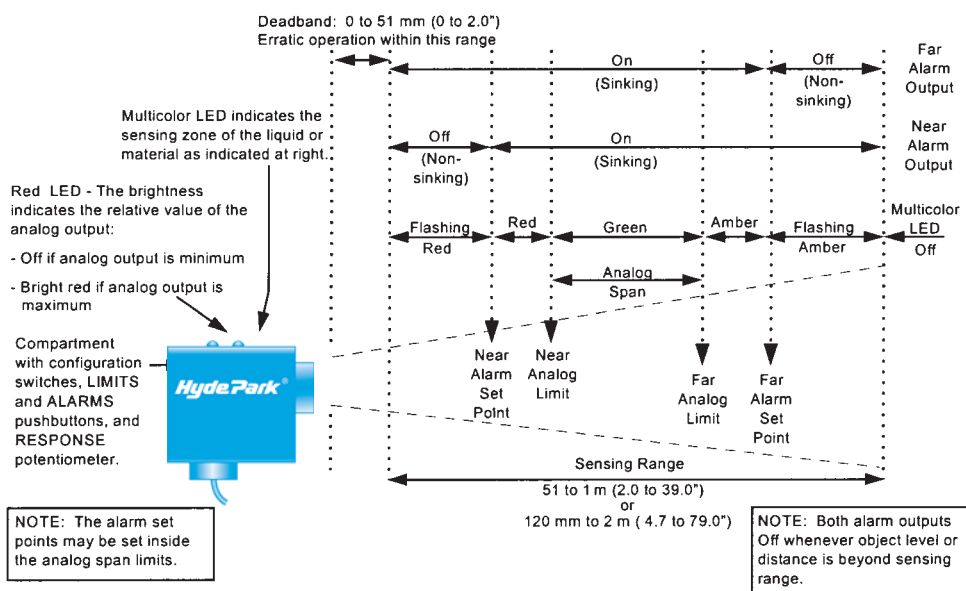 Deadband: 0 to 51 mm (0 to 2.0")
Erratic operation within this range
On
(Sinking)
Off
(Non-
sinking)
Far
Alarm
Output
Multicolor LED indicates the
sensing zone of the liquid or
material as indicated at right.
Off
(Non-
sinking)
On
(Sinking)
Near
Alarm
Output
Red LED - The brightness
indicates the relative value of the
analog output:
- Off if analog output is minimum
- Bright red if analog output is
maximum
Flashing
Red
Red
Green
Amber
Flashing
Amber
Multicolor
LED
Off
Analog
Span
Compartment
with configuration
switches, LIMITS
and ALARMS
pushbuttons, and
RESPONSE
potentiometer.
HydePark®
Near
Alarm
Set
Point
Near
Analog
Limit
Far
Analog
Limit
Far
Alarm
Set
Point
Sensing Range
51 to 1 m (2.0 to 39.0")
or
120 mm to 2 m ( 4.7 to 79.0")
NOTE: The alarm set
points may be set inside
the analog span limits.
NOTE: Both alarm outputs
Off whenever object level or
distance is beyond sensing
range.